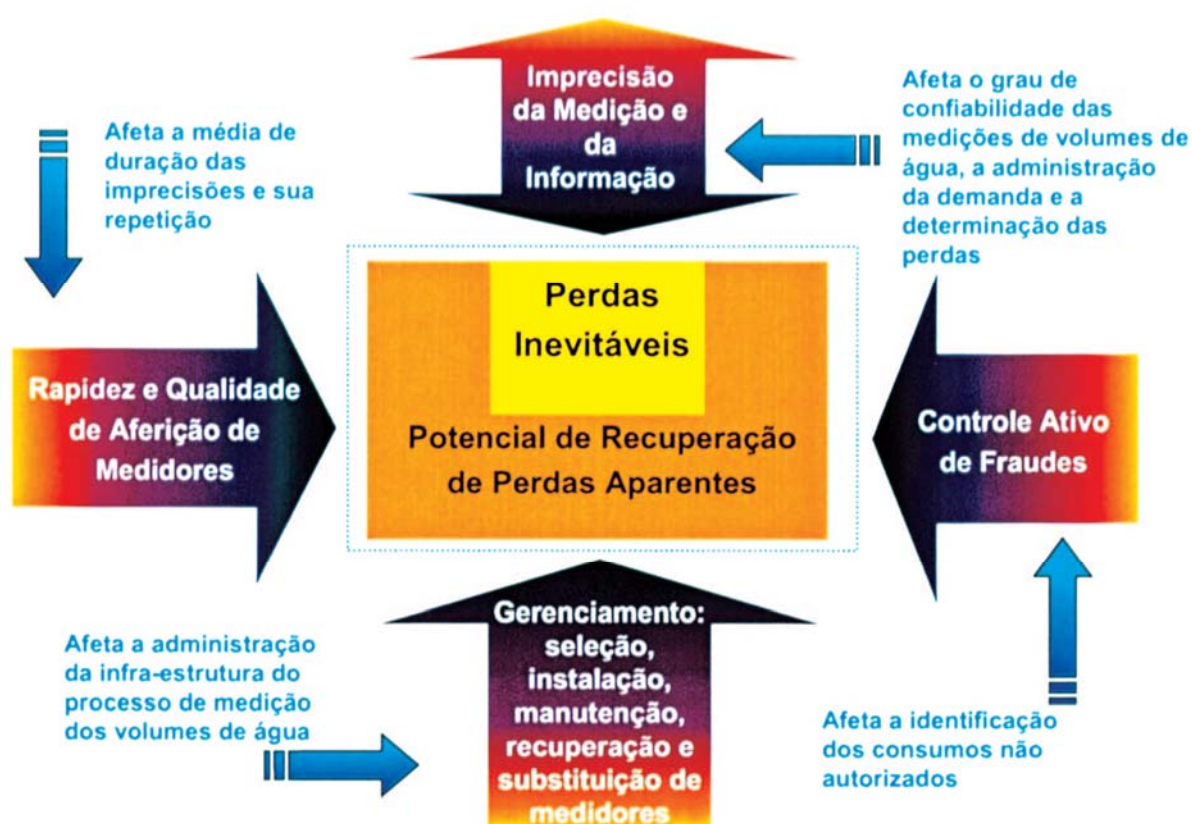 Imprecisão
da Medição e
da
Informação
Afeta o grau de
confiabilidade das
medições de volumes de
água, a administração
da demanda e a
determinação das
perdas
Afeta a média de
duração das
imprecisões e sua
repetição
Rapidez e Qualidade
de Aferição de
Medidores
Perdas
Inevitáveis
Potencial de Recuperação
de Perdas Aparentes
Controle Ativo
de Fraudes
Gerenciamento:
seleção,
instalação,
manutenção,
recuperação e
substituição de
medidores
Afeta a administração
da infra-estrutura do
processo de medição
dos volumes de água
Afeta a identificação
dos consumos não
autorizados